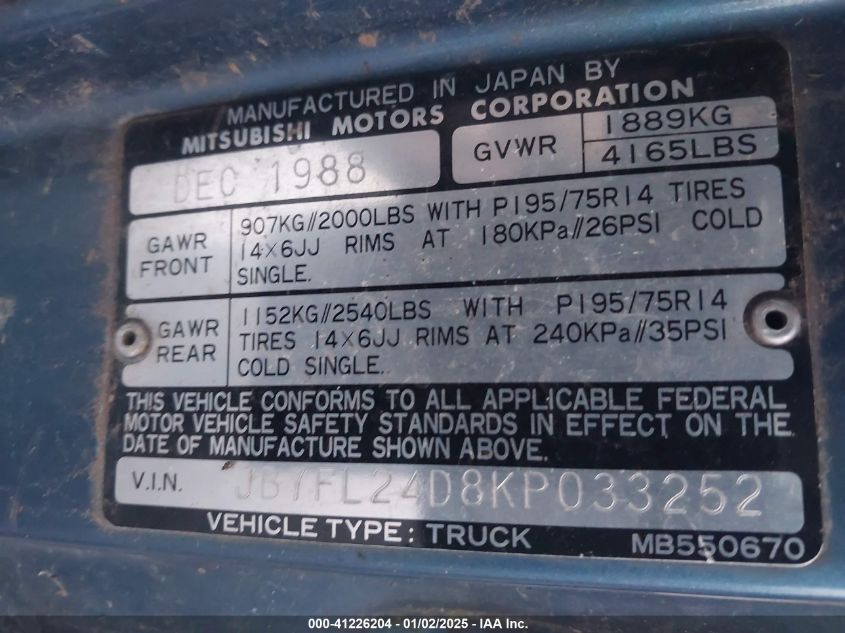 MANUFACTURED IN JAPAN BY
MITSUBISHI MOTORS CORPORATION
DEC 1988
GVWR
1889KG
4165LBS
GAWR
FRONT
907KG//2000LBS WITH P195/75R14 TIRES
14×6JJ RIMS AT 180KPa//26PSI COLD
SINGLE.
GAWR
REAR
1152KG//2540LBS WITH P195/75R14
TIRES 14×6JJ RIMS AT 240KPa//35PSI
COLD SINGLE.
THIS VEHICLE CONFORMS TO ALL APPLICABLE FEDERAL
MOTOR VEHICLE SAFETY STANDARDS IN EFFECT ON THE
DATE OF MANUFACTURE SHOWN ABOVE.
V.I.N. JB7FL24D8KP033252
VEHICLE TYPE: TRUCK
MB550670
000-41226204 - 01/02/2025 - IAA Inc.